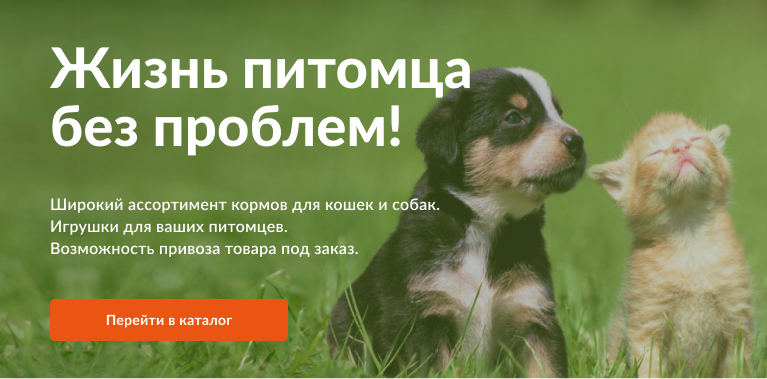 Жизнь питомца
без проблем!
Широкий ассортимент кормов для кошек и собак.
Игрушки для ваших питомцев.
Возможность привоза товара под заказ.
Перейти в каталог